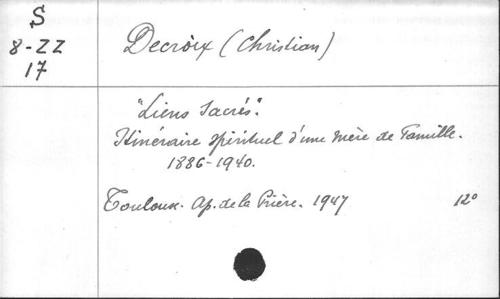 S
8-ZZ
17
Decroix (Christian)
"Liens Sacrés".
Itinéraire spirituel d'une mère de Famille.
1886-1940.
Toulouse. Ap. de la Prière. 1947 12°